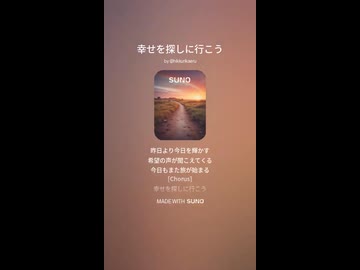 幸せを探しに行こう
SUNO
昨日より今日を輝かす
希望の声が聞こえてくる
今日もまた旅が始まる
[Chorus]
幸せを探しに行こう
MADE WITH SUNO